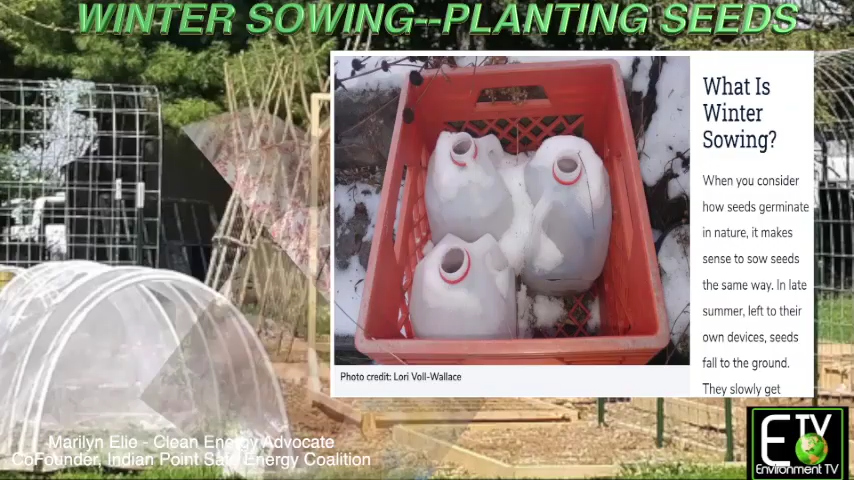 WINTER SOWING--PLANTING SEEDS
What Is
Winter
Sowing?
When you consider
how seeds germinate
in nature, it makes
sense to sow seeds
the same way. In late
summer, left to their
own devices, seeds
fall to the ground.
They slowly get
Photo credit: Lori Voll-Wallace
Marilyn Elie - Clean Energy Advocate
CoFounder, Indian Point Safe Energy Coalition
ETV
Environment TV